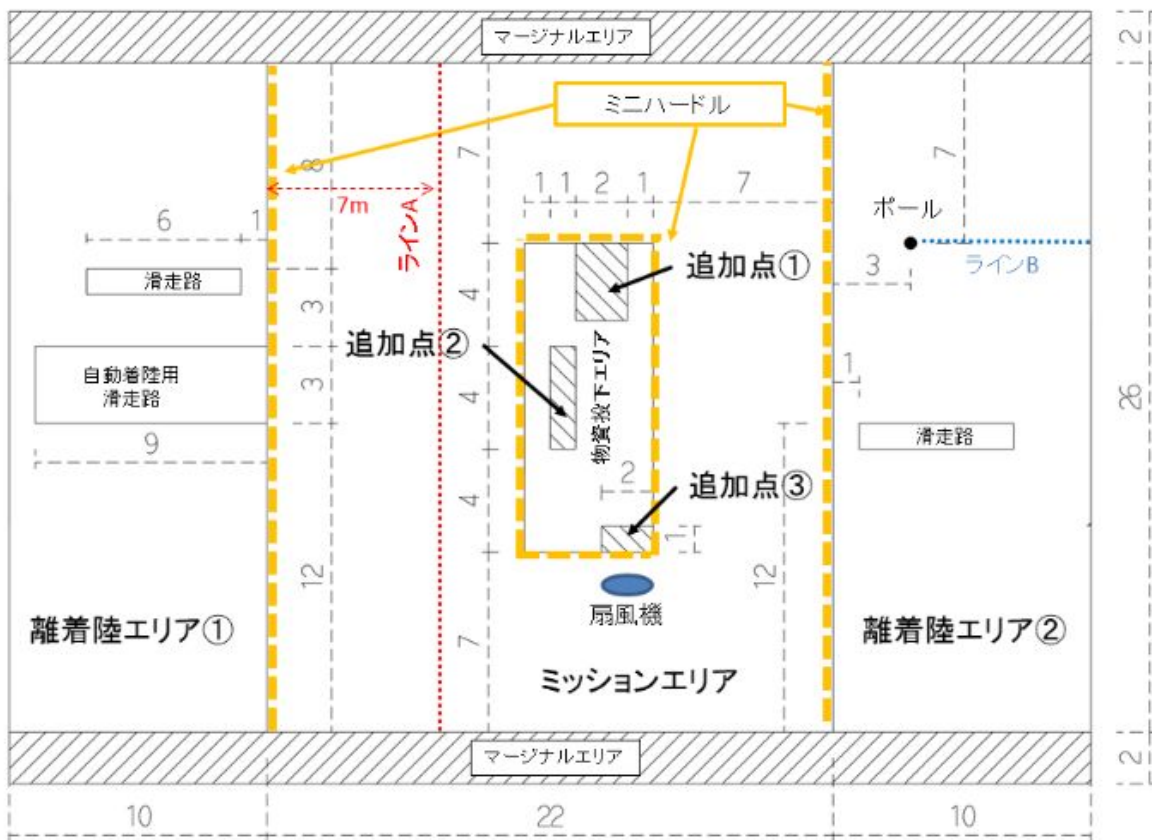 マージナルエリア
2
ミニハードル
8
7
7
7m
ラインA
1
1
2
1
7
ポール
ラインB
3
6
1
滑走路
追加点①
3
4
追加点②
物資投下エリア
自動着陸用
滑走路
3
4
1
26
滑走路
9
2
追加点③
4
1
12
12
扇風機
離着陸エリア①
7
ミッションエリア
離着陸エリア②
マージナルエリア
2
10
22
10